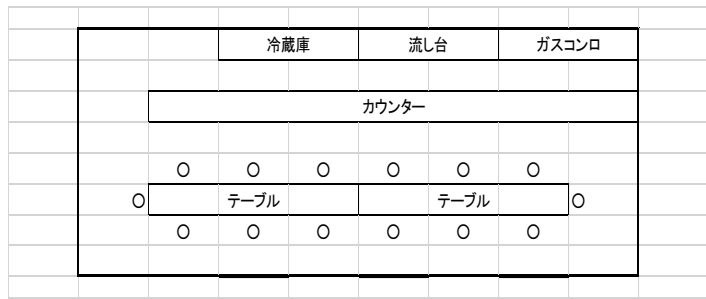 冷蔵庫 流し台 ガスコンロ
カウンター
〇 〇 〇 〇 〇 〇
〇 テーブル テーブル 〇
〇 〇 〇 〇 〇 〇